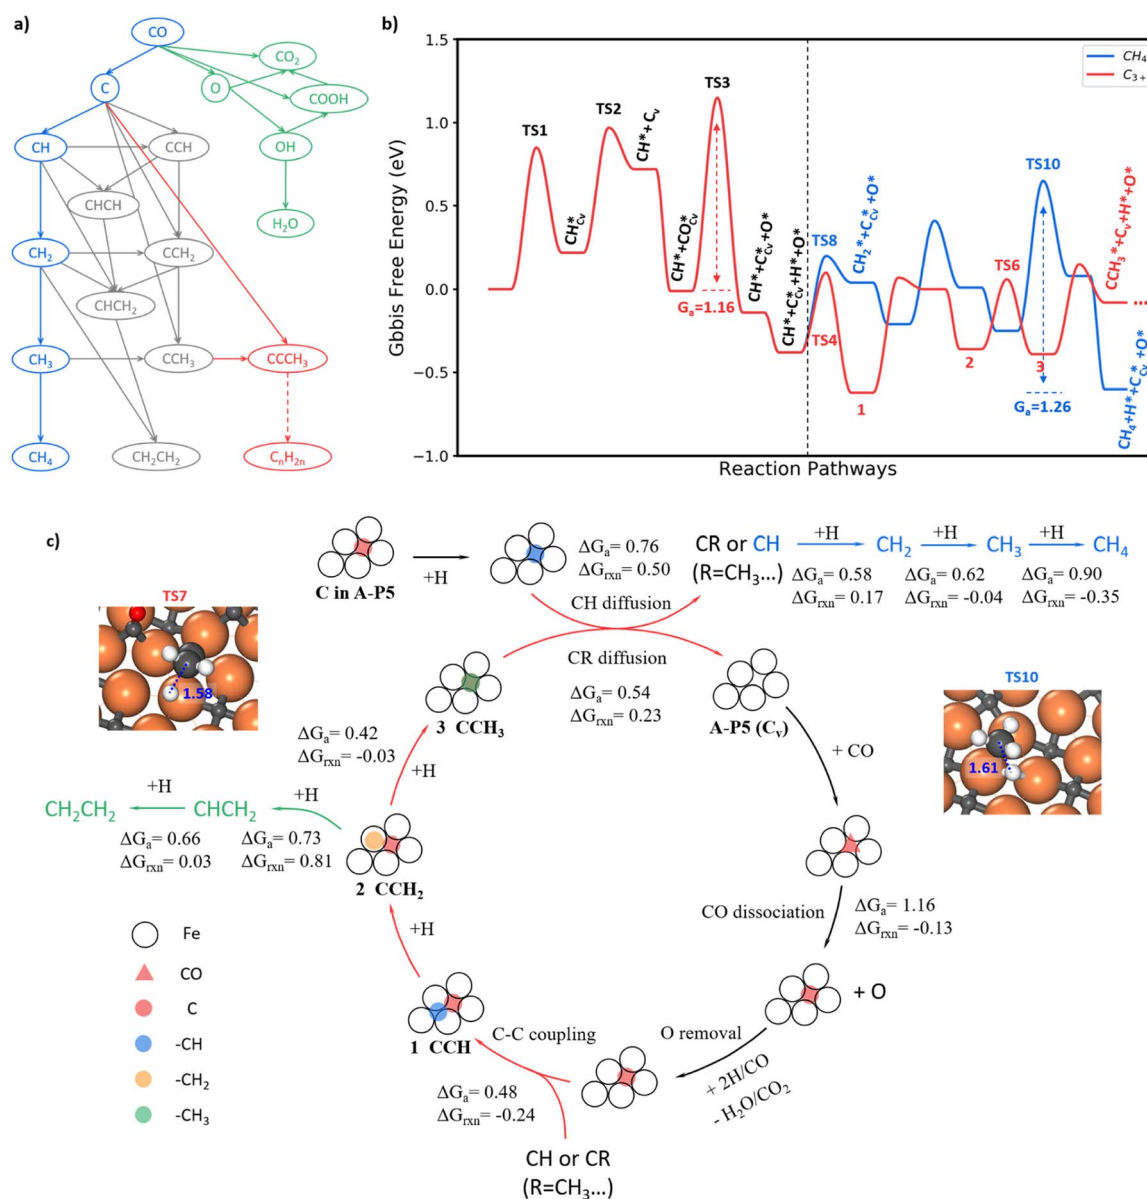 a)
CO
CO2
C
O
COOH
CH
CCH
OH
CHCH
H2O
CH2
CCH2
CHCH2
CH3
CCH3
CCCH3
CH4
CH2CH2
CnH2n
b)
Gbbis Free Energy (eV)
1.5
1.0
0.5
0.0
−0.5
−1.0
Reaction Pathways
CH4
C3+
TS1
CH*Cv
TS2
CH*+Cv
CH*+CO*Cv
TS3
Ga=1.16
CH*+C*Cv+O*
CH*+C*Cv+H*+O*
TS8
TS4
CH2*+C*Cv+O*
1
2
TS6
3
TS10
Ga=1.26
CCH3*+Cv+H*+O*
...
CH4+H*+C*Cv+O*
c)
C in A-P5
+H
ΔGa= 0.76
ΔGrxn= 0.50
CH diffusion
CR or CH
(R=CH3...)
+H
CH2
+H
CH3
+H
CH4
ΔGa= 0.58
ΔGrxn= 0.17
ΔGa= 0.62
ΔGrxn= -0.04
ΔGa= 0.90
ΔGrxn= -0.35
TS7
1.58
CR diffusion
ΔGa= 0.54
ΔGrxn= 0.23
3 CCH3
A-P5 (Cv)
TS10
1.61
ΔGa= 0.42
ΔGrxn= -0.03
+H
+ CO
CH2CH2
+H
CHCH2
+H
ΔGa= 0.66
ΔGrxn= 0.03
ΔGa= 0.73
ΔGrxn= 0.81
2 CCH2
CO dissociation
ΔGa= 1.16
ΔGrxn= -0.13
+H
+ O
Fe
CO
C
-CH
-CH2
-CH3
1 CCH
C-C coupling
O removal
+ 2H/CO
- H2O/CO2
ΔGa= 0.48
ΔGrxn= -0.24
CH or CR
(R=CH3...)